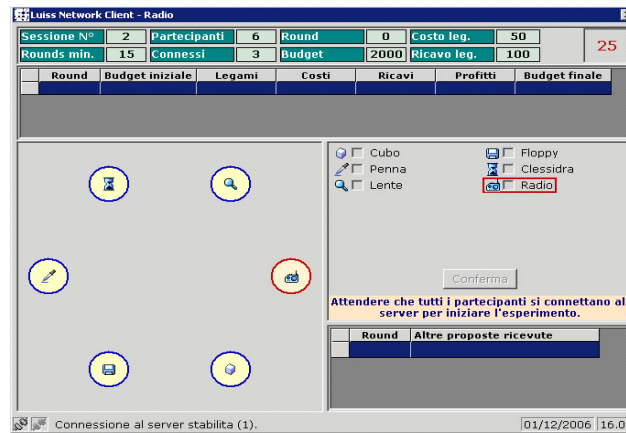 Luiss Network Client - Radio
Sessione N° 2 Partecipanti 6 Round 0 Costo leg. 50
Rounds min. 15 Connessi 3 Budget 2000 Ricavo leg. 100
25
Round Budget iniziale Legami Costi Ricavi Profitti Budget finale
Cubo Floppy
Penna Clessidra
Lente Radio
Conferma
Attendere che tutti i partecipanti si connettano al
server per iniziare l'esperimento.
Round Altre proposte ricevute
Connessione al server stabilita (1). 01/12/2006 16.0